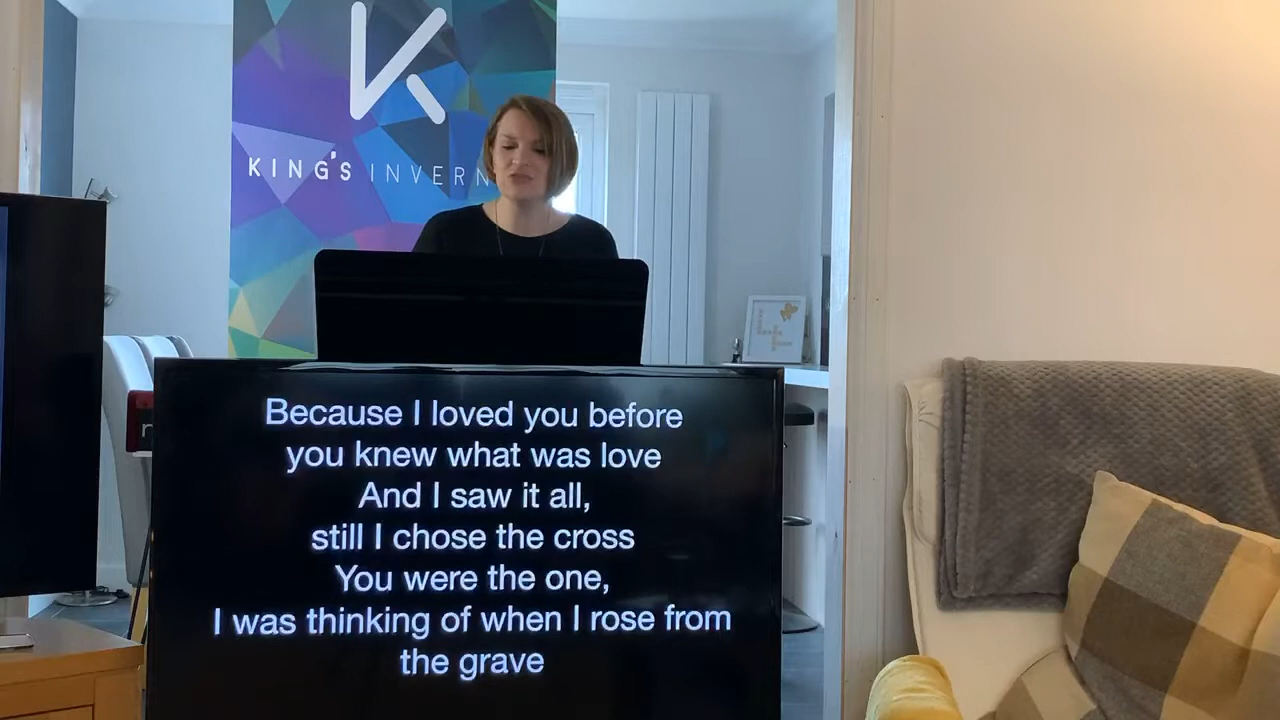 K
KING'S INVERN
Because I loved you before
you knew what was love
And I saw it all,
still I chose the cross
You were the one,
I was thinking of when I rose from
the grave